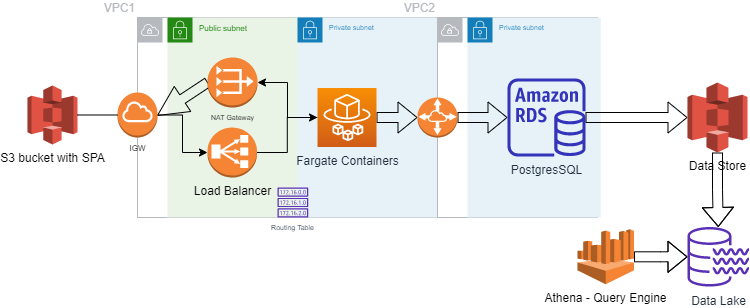 VPC1
VPC2
Public subnet
Private subnet
Private subnet
NAT Gateway
IGW
S3 bucket with SPA
Load Balancer
Fargate Containers
Amazon
RDS
PostgresSQL
Data Store
172.16.0.0
172.16.1.0
172.16.2.0
Routing Table
Athena - Query Engine
Data Lake